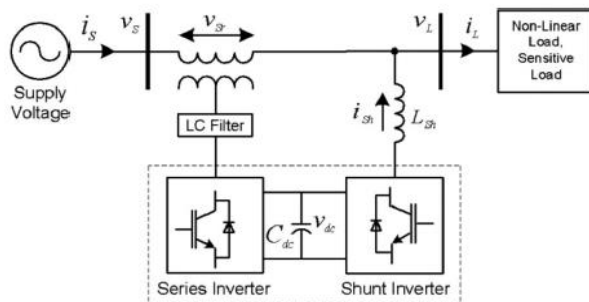 i_S
v_S
v_Sr
v_L
i_L
Non-Linear
Load,
Sensitive
Load
Supply
Voltage
LC Filter
i_Sh
L_Sh
C_dc
v_dc
Series Inverter
Shunt Inverter